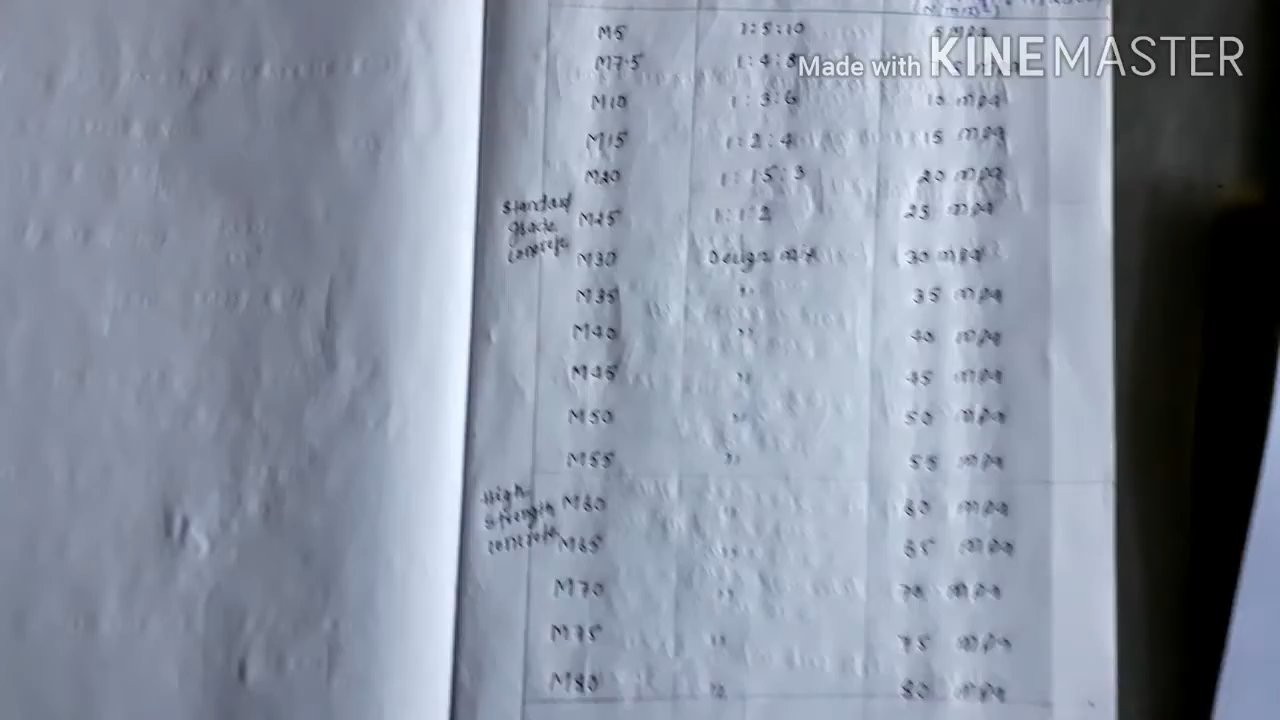 (N/mm²)
M5 1:5:10 5 mpa
M7.5 1:4:8
Made with KINEMASTER
M10 1:3:6 10 mpa
M15 1:2:4 15 mpa
M20 1:1.5:3 20 mpa
Standard
grade
concrete
M25 1:1:2 25 mpa
M30 Design mix 30 mpa
M35 " 35 mpa
M40 " 40 mpa
M45 " 45 mpa
M50 " 50 mpa
M55 " 55 mpa
High
strength
concrete
M60 " 60 mpa
M65 " 65 mpa
M70 " 70 mpa
M75 " 75 mpa
M80 " 80 mpa